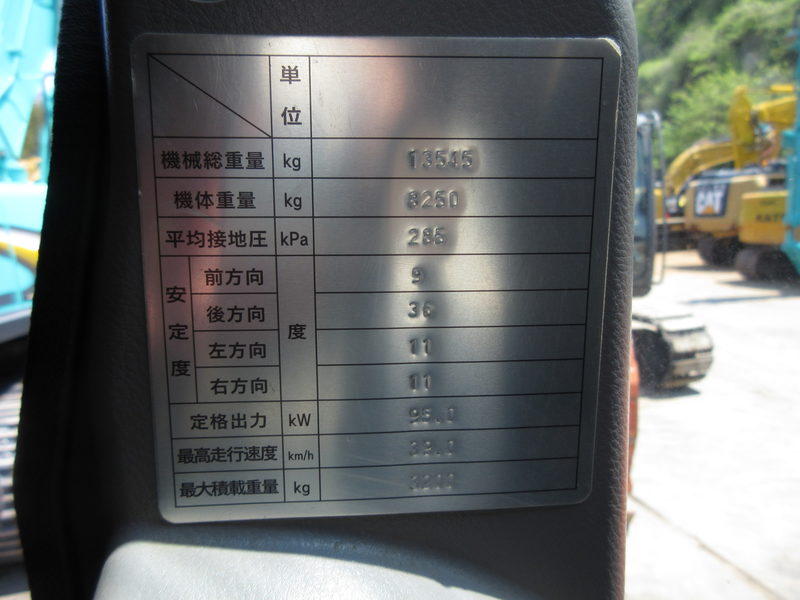 単位
機械総重量 kg 13545
機体重量 kg 8250
平均接地圧 kPa 285
安定度 前方向 度 9
後方向 36
左方向 11
右方向 11
定格出力 kW 95.0
最高走行速度 km/h
最大積載重量 kg
CAT